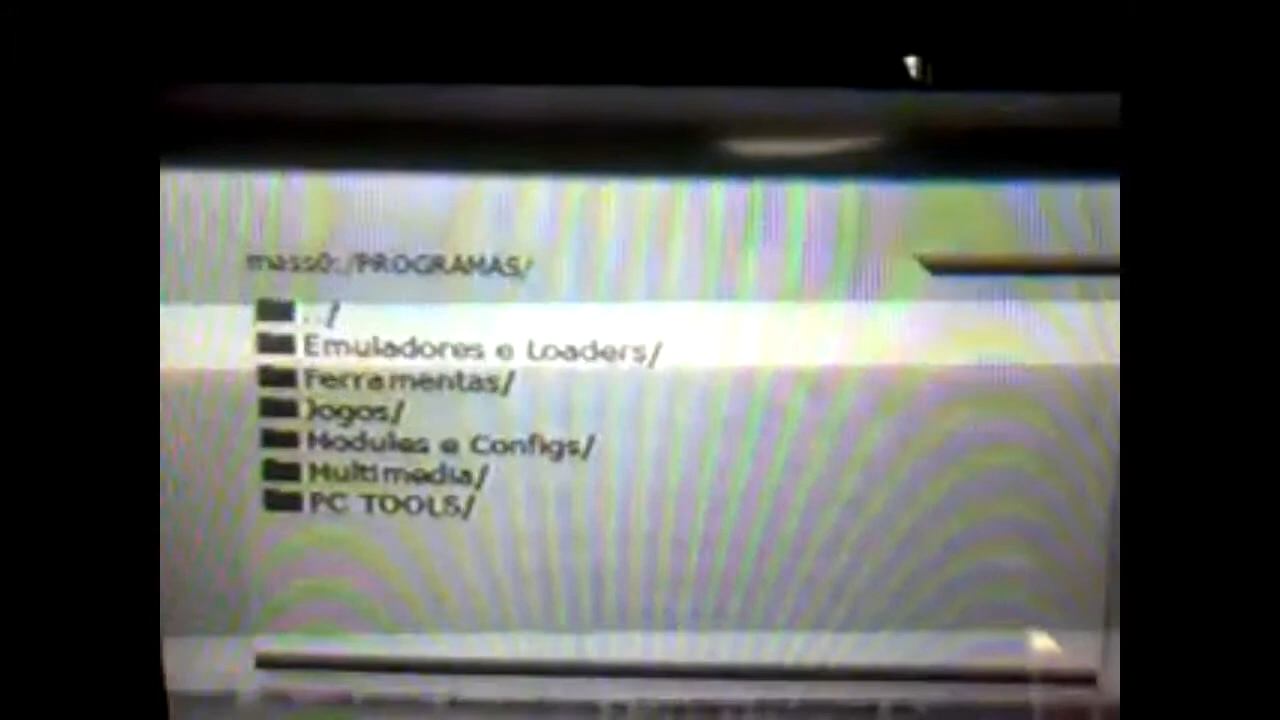 mass0:/PROGRAMAS/
../
Emuladores e Loaders/
Ferramentas/
Jogos/
Modules e Configs/
Multimedia/
PC TOOLS/